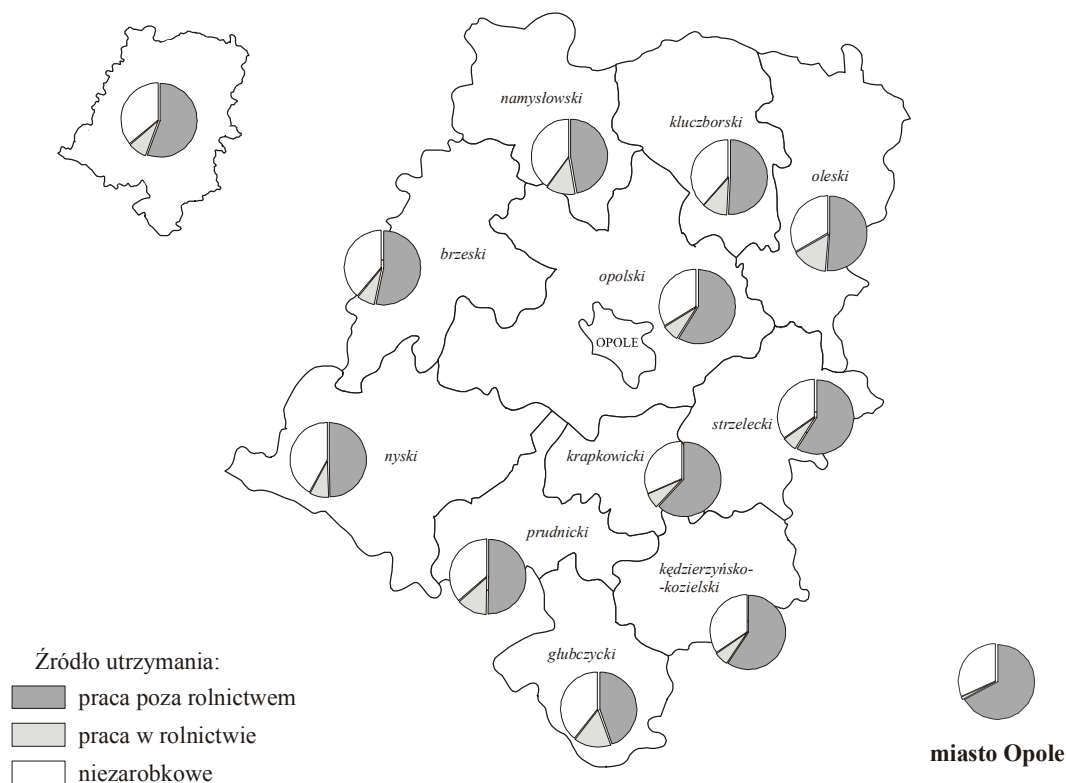 namysłowski
kluczborski
oleski
brzeski
opolski
OPOLE
strzelecki
nyski
krapkowicki
prudnicki
kędzierzyńsko-
-kozielski
głubczycki
Źródło utrzymania:
praca poza rolnictwem
praca w rolnictwie
niezarobkowe
miasto Opole